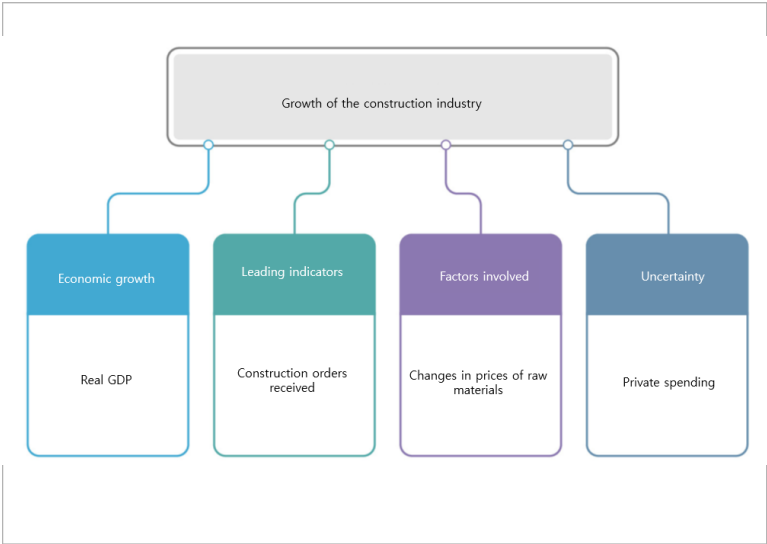 Growth of the construction industry
Economic growth
Leading indicators
Factors involved
Uncertainty
Real GDP
Construction orders
received
Changes in prices of raw
materials
Private spending